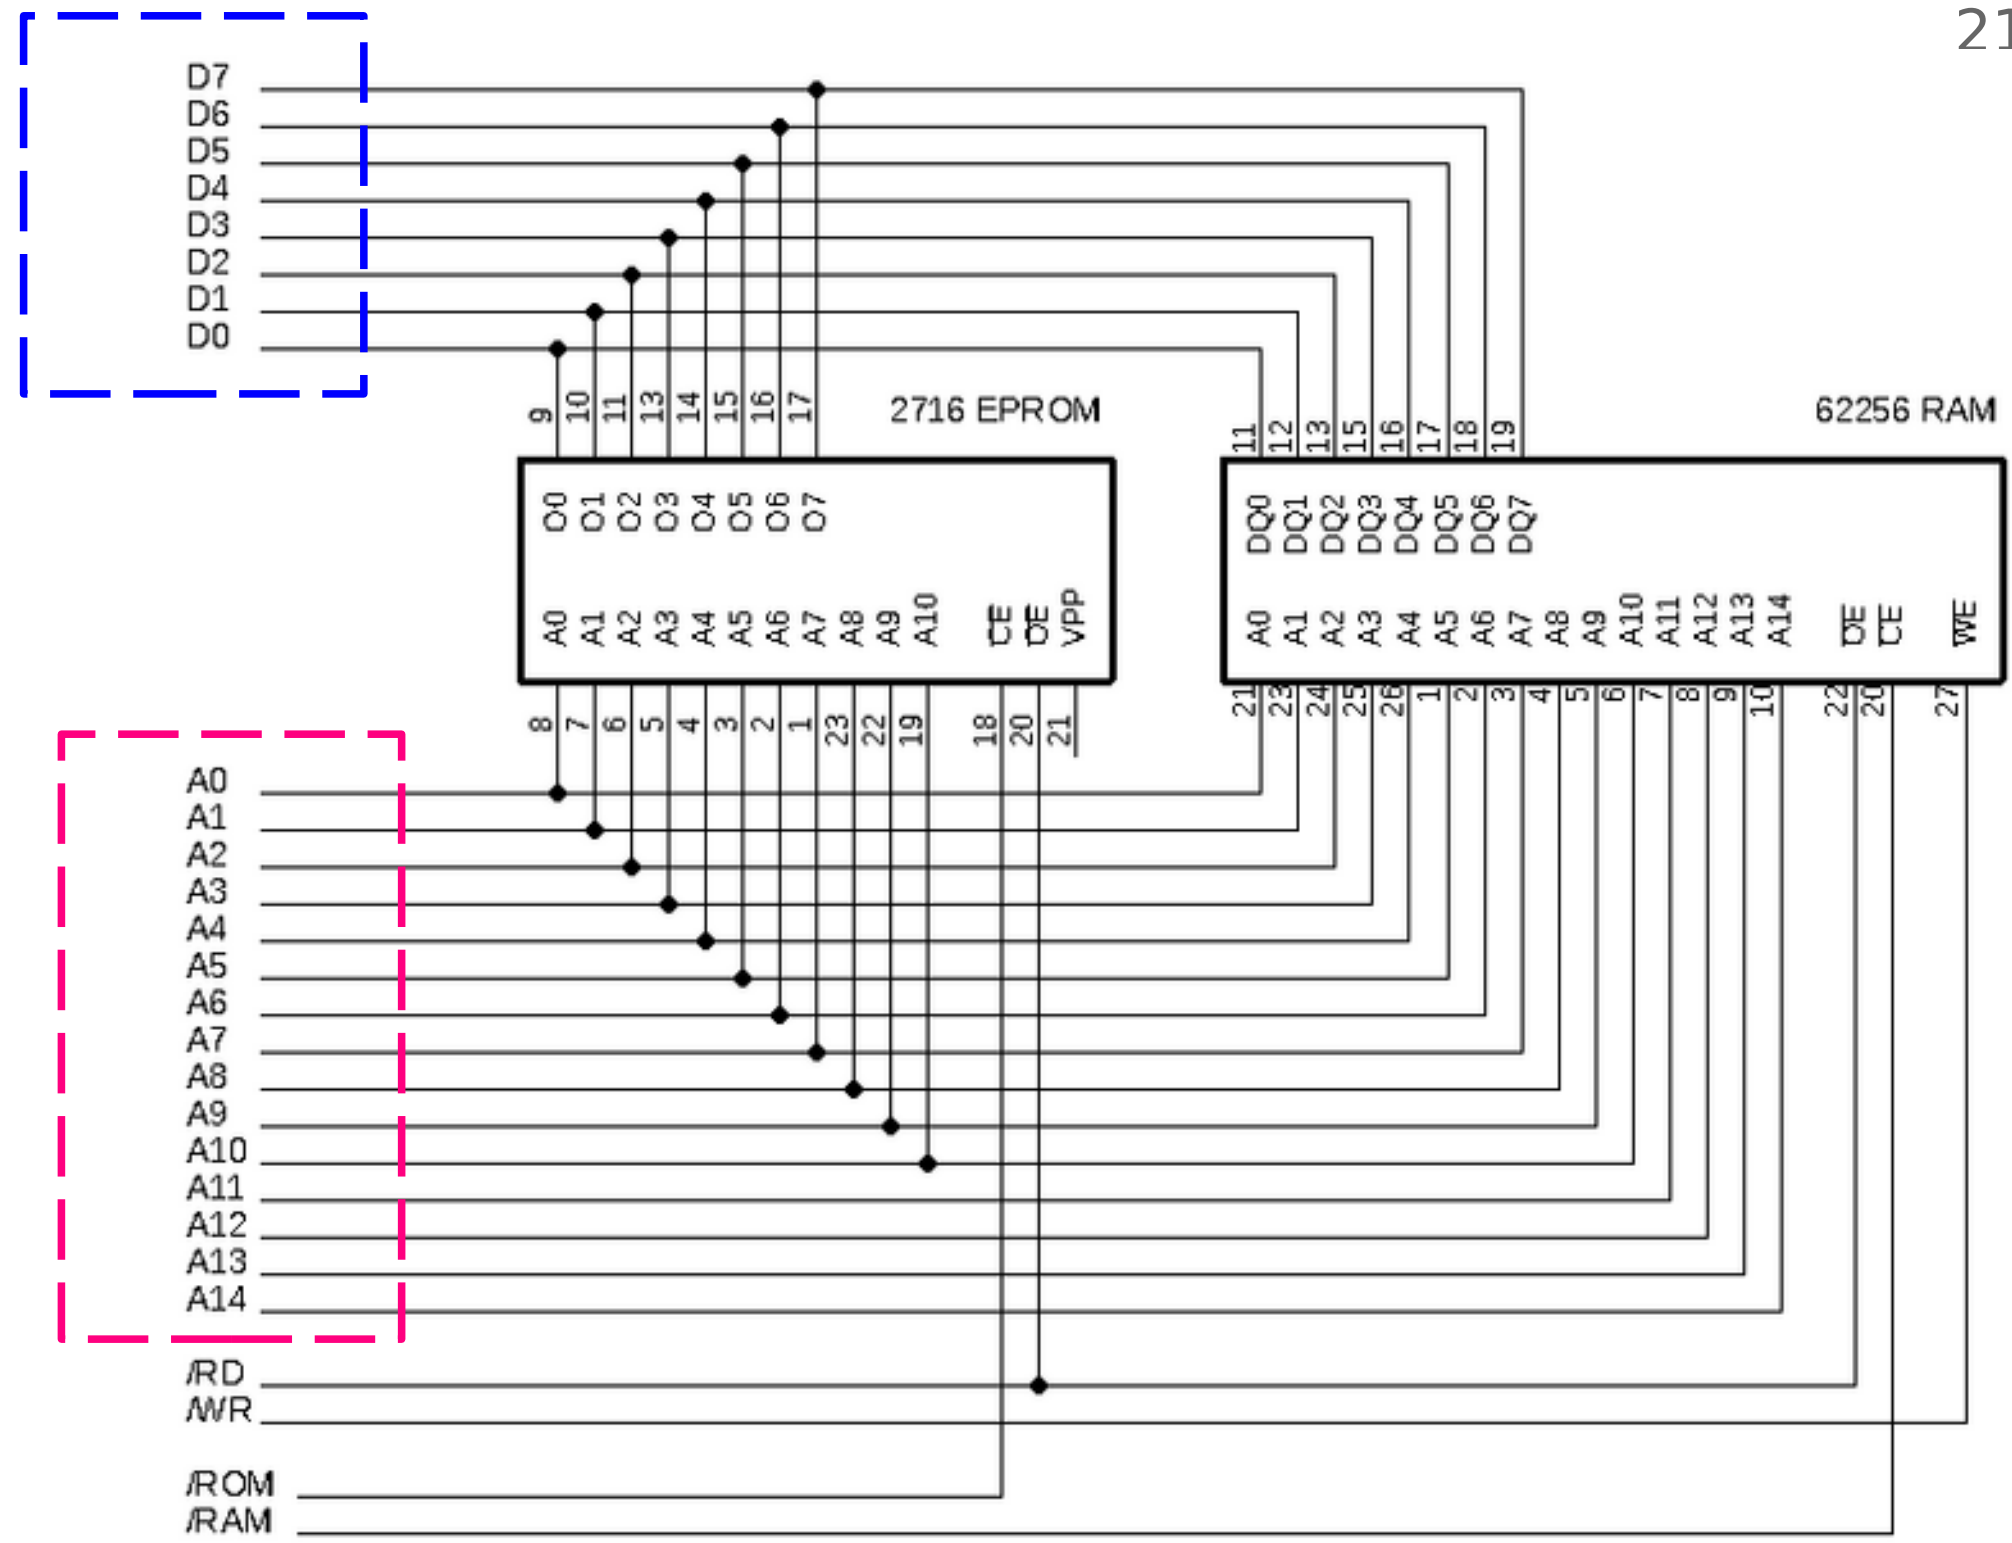 21
D7
D6
D5
D4
D3
D2
D1
D0
9 10 11 13 14 15 16 17
2716 EPROM
11 12 13 15 16 17 18 19
62256 RAM
O0 O1 O2 O3 O4 O5 O6 O7
DQ0 DQ1 DQ2 DQ3 DQ4 DQ5 DQ6 DQ7
A0 A1 A2 A3 A4 A5 A6 A7 A8 A9 A10 CE OE VPP
A0 A1 A2 A3 A4 A5 A6 A7 A8 A9 A10 A11 A12 A13 A14 OE CE WE
8 7 6 5 4 3 2 1 23 22 19 18 20 21
21 23 24 25 26 1 2 3 4 5 6 7 8 9 10 22 20 27
A0
A1
A2
A3
A4
A5
A6
A7
A8
A9
A10
A11
A12
A13
A14
/RD
/WR
/ROM
/RAM